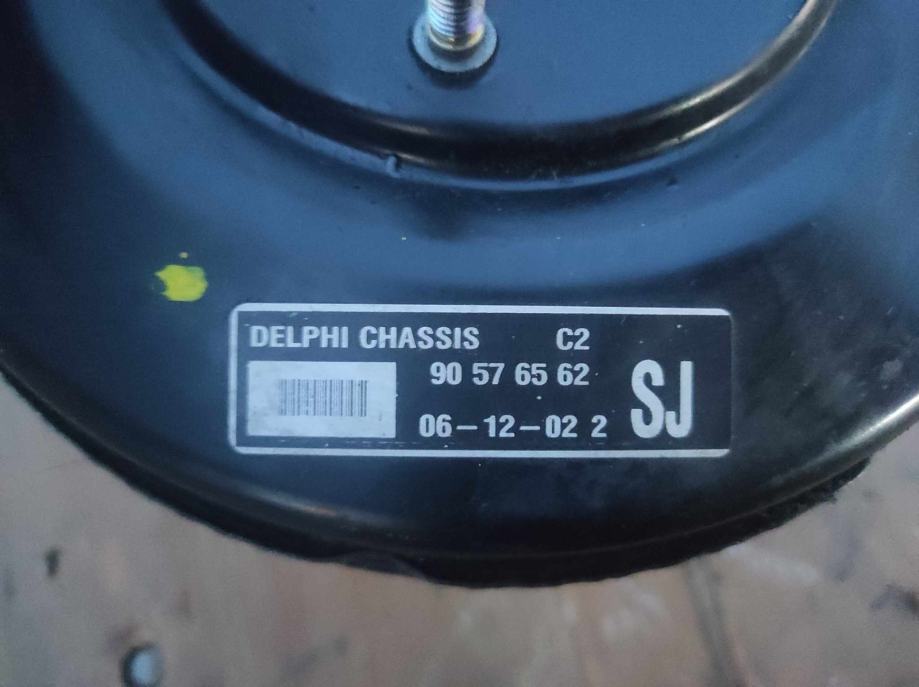 DELPHI CHASSIS C2
90 57 65 62
SJ
06-12-02 2